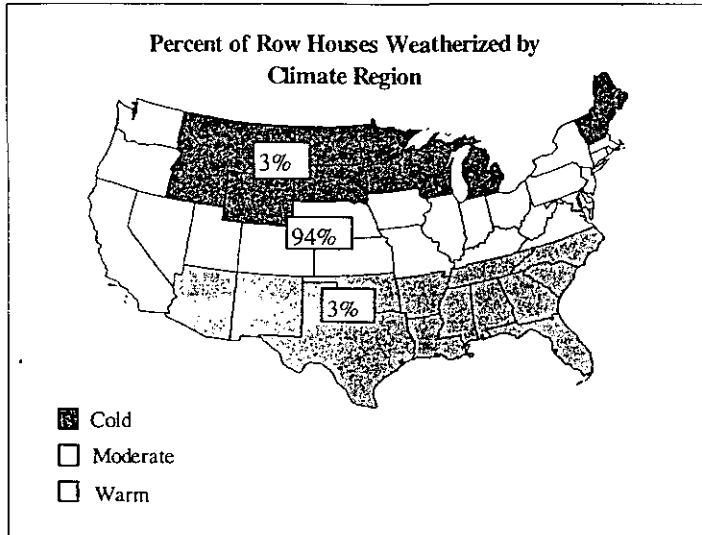 Percent of Row Houses Weatherized by
Climate Region
3%
94%
3%
Cold
Moderate
Warm